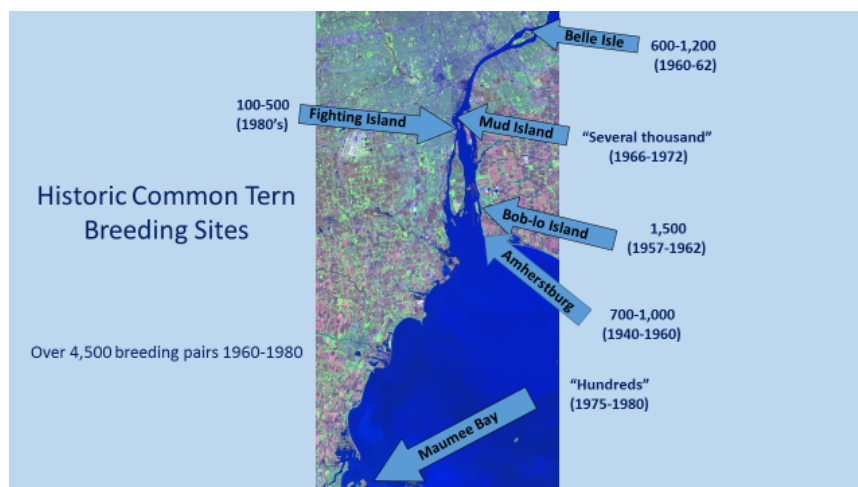 Belle Isle
600-1,200
(1960-62)
100-500
(1980's)
Fighting Island
Mud Island
“Several thousand”
(1966-1972)
Historic Common Tern
Breeding Sites
Bob-lo Island
1,500
(1957-1962)
Amherstburg
700-1,000
(1940-1960)
Over 4,500 breeding pairs 1960-1980
“Hundreds”
(1975-1980)
Maumee Bay